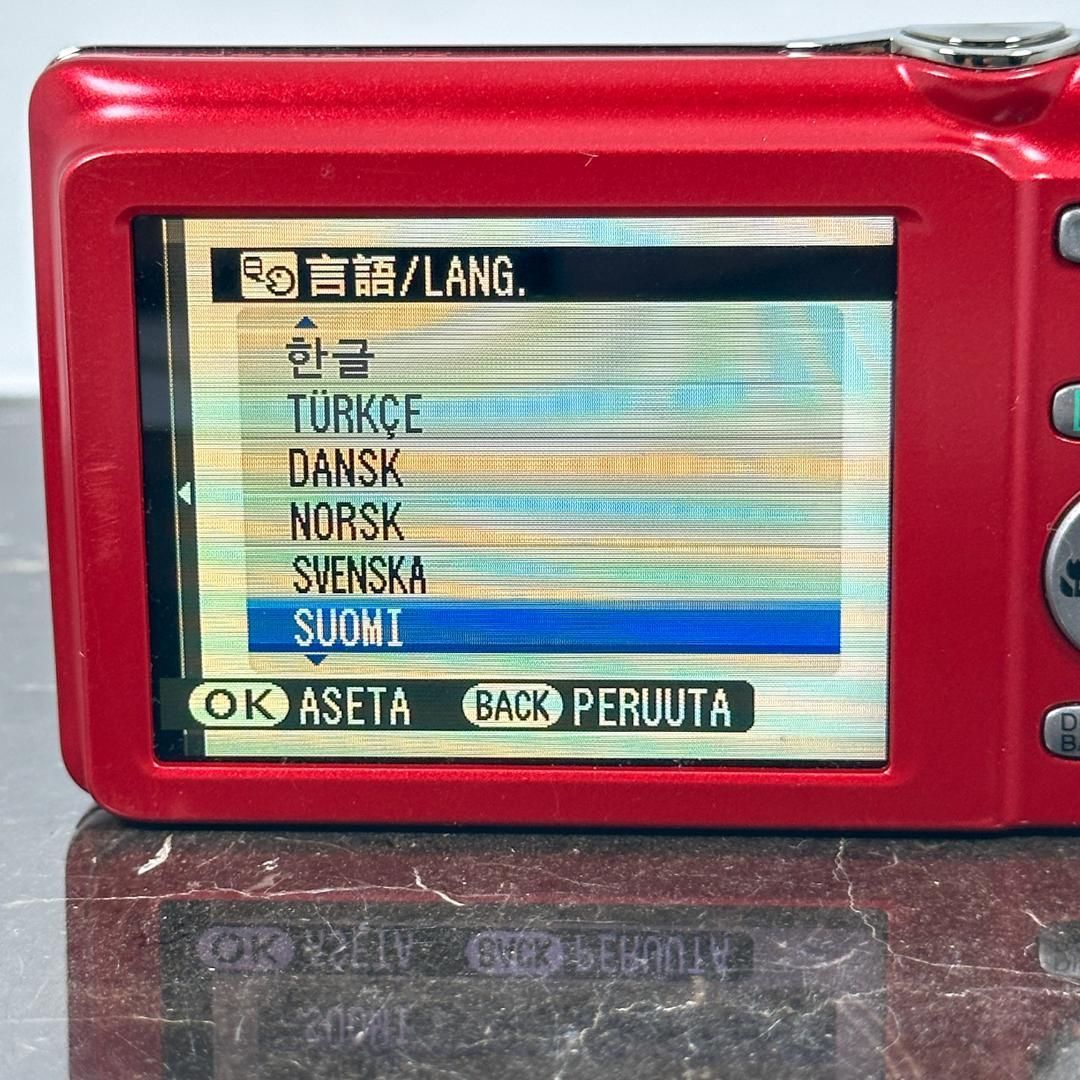 言語/LANG.
한글
TÜRKÇE
DANSK
NORSK
SVENSKA
SUOMI
OK ASETA BACK PERUUTA